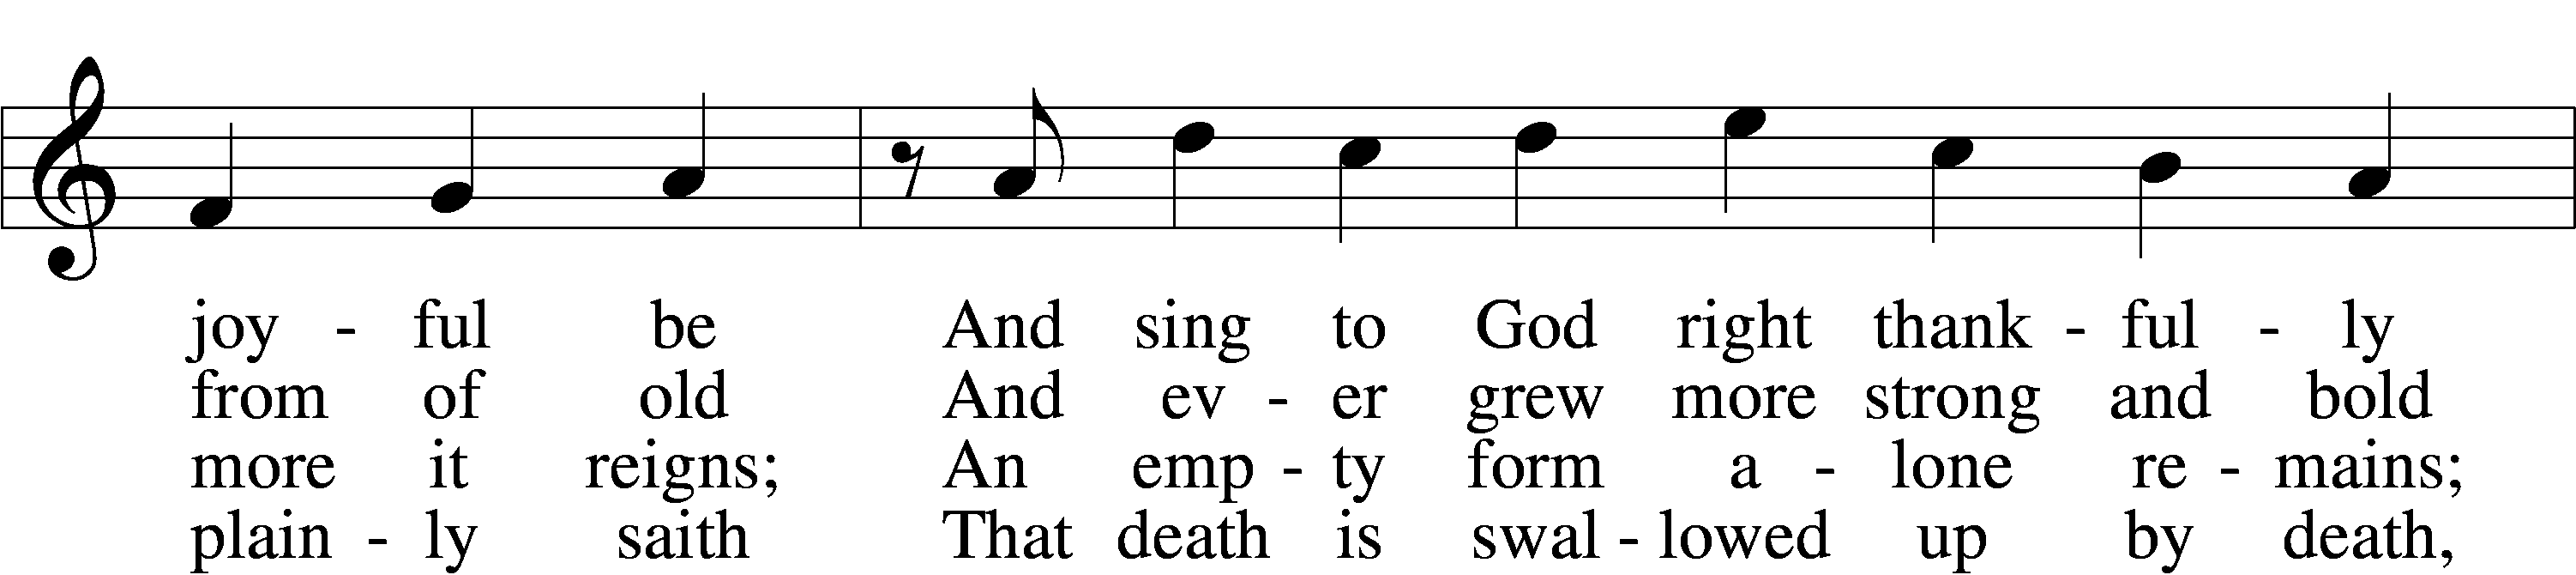 joy - ful be And sing to God right thank - ful - ly
from of old And ev - er grew more strong and bold
more it reigns; An emp - ty form a - lone re - mains;
plain - ly saith That death is swal - lowed up by death,